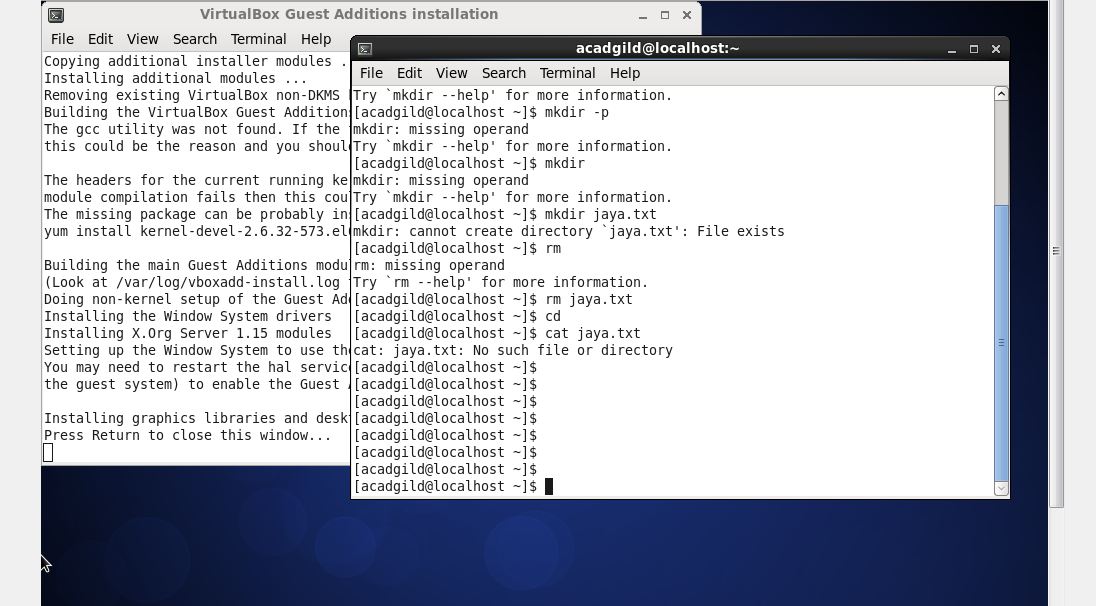 VirtualBox Guest Additions installation
File Edit View Search Terminal Help
Copying additional installer modules ...
Installing additional modules ...
Removing existing VirtualBox non-DKMS
Building the VirtualBox Guest Addition
The gcc utility was not found. If the
this could be the reason and you shoul
The headers for the current running ke
module compilation fails then this cou
The missing package can be probably in
yum install kernel-devel-2.6.32-573.el
Building the main Guest Additions modu
(Look at /var/log/vboxadd-install.log
Doing non-kernel setup of the Guest Ad
Installing the Window System drivers
Installing X.Org Server 1.15 modules
Setting up the Window System to use th
You may need to restart the hal servic
the guest system) to enable the Guest
Installing graphics libraries and desk
Press Return to close this window...
acadgild@localhost:~
File Edit View Search Terminal Help
Try `mkdir --help' for more information.
[acadgild@localhost ~]$ mkdir -p
mkdir: missing operand
Try `mkdir --help' for more information.
[acadgild@localhost ~]$ mkdir
mkdir: missing operand
Try `mkdir --help' for more information.
[acadgild@localhost ~]$ mkdir jaya.txt
mkdir: cannot create directory `jaya.txt': File exists
[acadgild@localhost ~]$ rm
rm: missing operand
Try `rm --help' for more information.
[acadgild@localhost ~]$ rm jaya.txt
[acadgild@localhost ~]$ cd
[acadgild@localhost ~]$ cat jaya.txt
cat: jaya.txt: No such file or directory
[acadgild@localhost ~]$
[acadgild@localhost ~]$
[acadgild@localhost ~]$
[acadgild@localhost ~]$
[acadgild@localhost ~]$
[acadgild@localhost ~]$
[acadgild@localhost ~]$
[acadgild@localhost ~]$